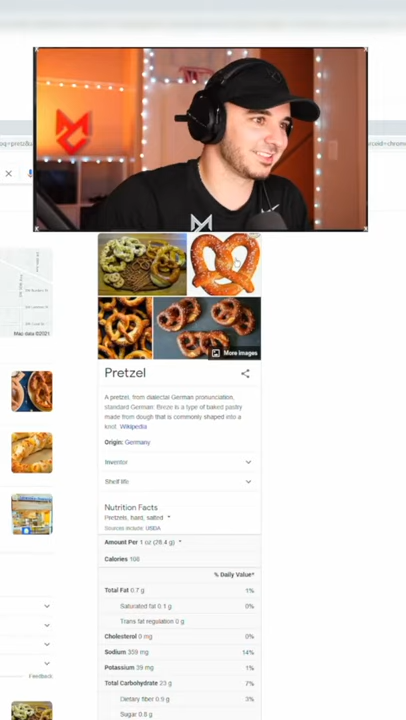 Map data ©2021
More images
Pretzel
A pretzel, from dialectal German pronunciation,
standard German: Breze is a type of baked pastry
made from dough that is commonly shaped into a
knot. Wikipedia
Origin: Germany
Inventor
Shelf life
Nutrition Facts
Pretzels, hard, salted
Sources include: USDA
Amount Per 1 oz (28.4 g)
Calories 108
% Daily Value*
Total Fat 0.7 g 1%
Saturated fat 0.1 g 0%
Trans fat regulation 0 g
Cholesterol 0 mg 0%
Sodium 359 mg 14%
Potassium 39 mg 1%
Total Carbohydrate 23 g 7%
Dietary fiber 0.9 g 3%
Sugar 0.8 g
Feedback